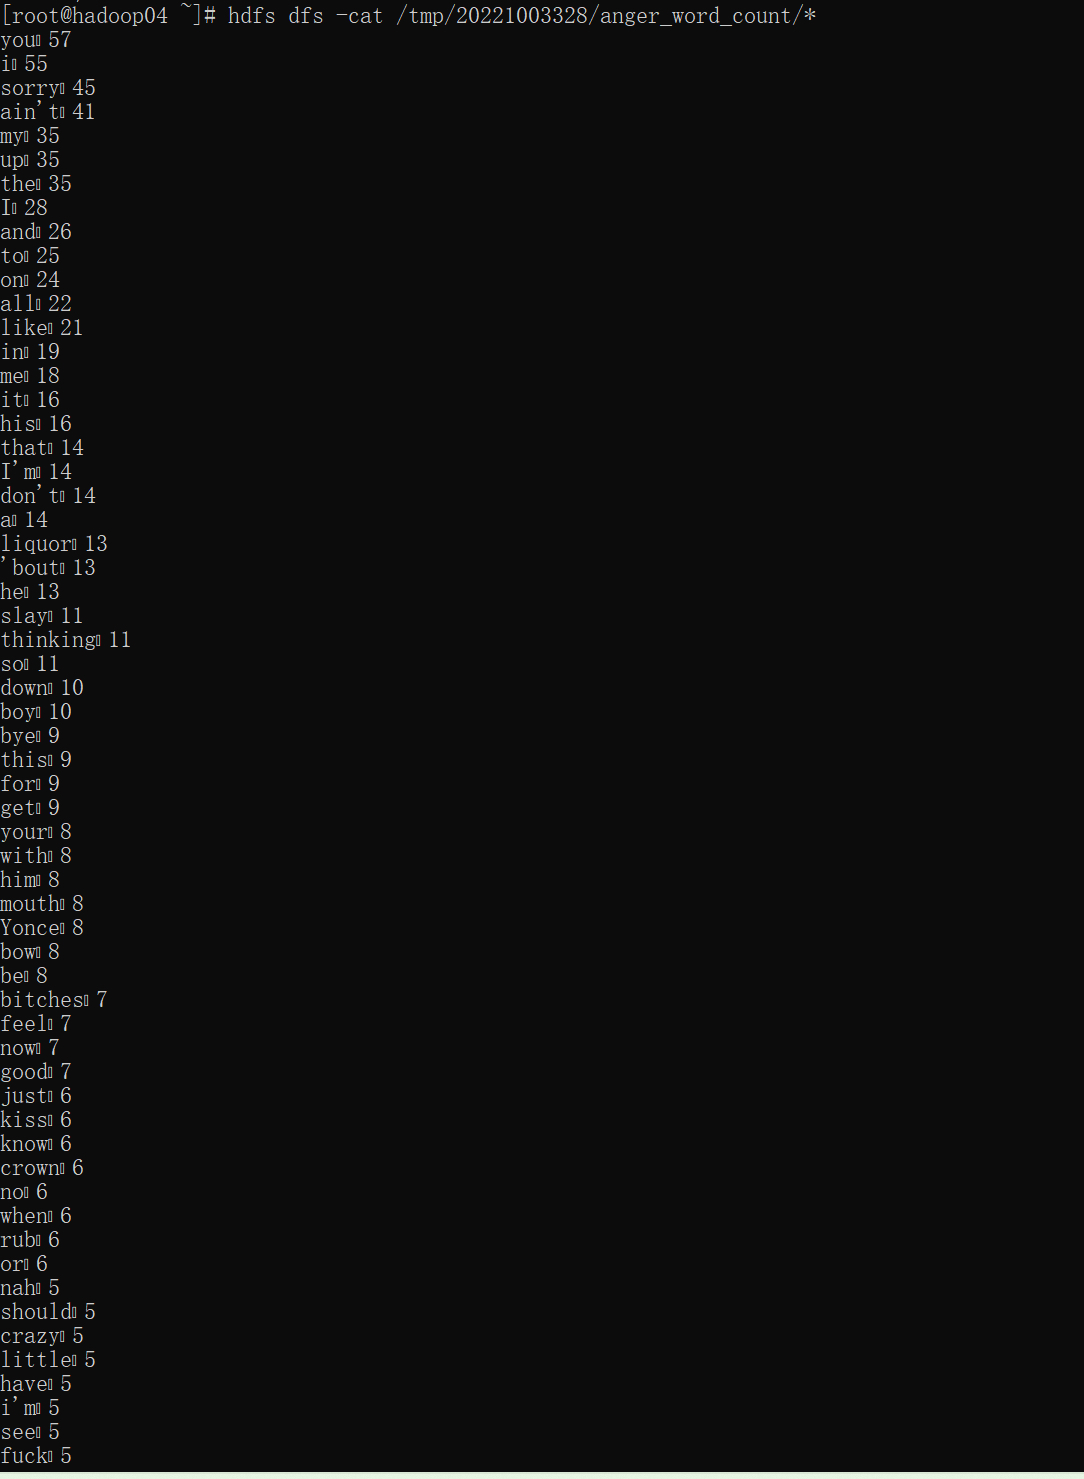 [root@hadoop04 ~]# hdfs dfs -cat /tmp/20221003328/anger_word_count/*
you 57
i 55
sorry 45
ain't 41
my 35
up 35
the 35
I 28
and 26
to 25
on 24
all 22
like 21
in 19
me 18
it 16
his 16
that 14
I'm 14
don't 14
a 14
liquor 13
'bout 13
he 13
slay 11
thinking 11
so 11
down 10
boy 10
bye 9
this 9
for 9
get 9
your 8
with 8
him 8
mouth 8
Yonce 8
bow 8
be 8
bitches 7
feel 7
now 7
good 7
just 6
kiss 6
know 6
crown 6
no 6
when 6
rub 6
or 6
nah 5
should 5
crazy 5
little 5
have 5
i'm 5
see 5
fuck 5